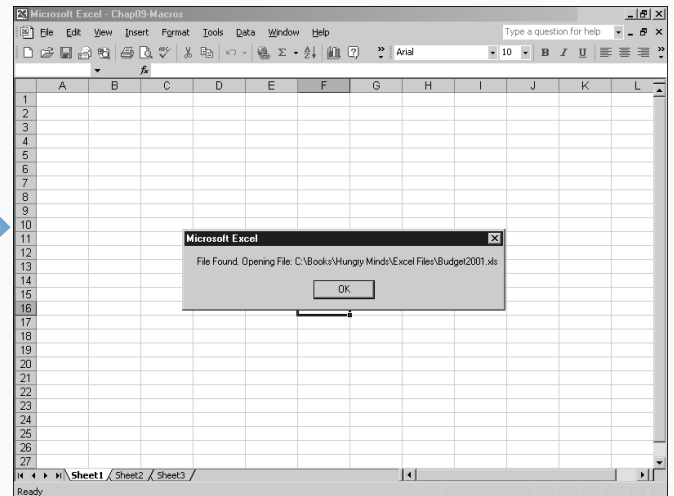 Microsoft Excel - Chap09-Macros
File Edit View Insert Format Tools Data Window Help Type a question for help
Arial 10 B I U
fx
A B C D E F G H I J K L
1
2
3
4
5
6
7
8
9
10
11
12
13
14
15
16
17
18
19
20
21
22
23
24
25
26
27
Microsoft Excel
File Found. Opening File: C:\Books\Hungry Minds\Excel Files\Budget2001.xls
OK
Sheet1 Sheet2 Sheet3
Ready